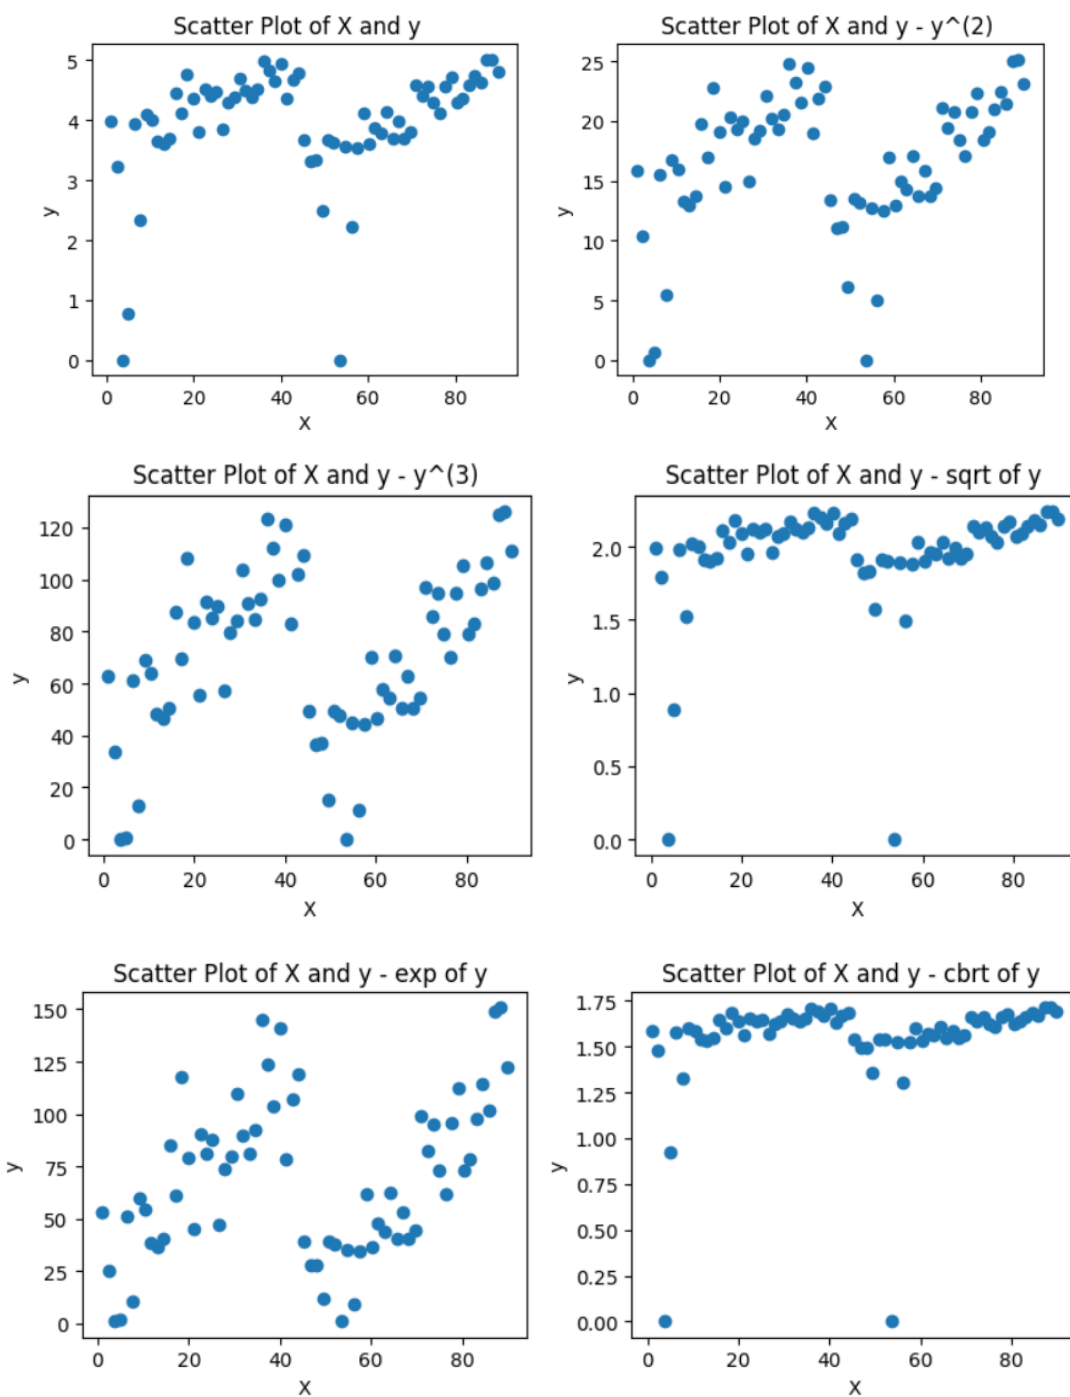 Scatter Plot of X and y
5
4
3
2
1
0
y
0 20 40 60 80
X
Scatter Plot of X and y - y^(2)
25
20
15
10
5
0
y
0 20 40 60 80
X
Scatter Plot of X and y - y^(3)
120
100
80
60
40
20
0
y
0 20 40 60 80
X
Scatter Plot of X and y - sqrt of y
2.0
1.5
1.0
0.5
0.0
y
0 20 40 60 80
X
Scatter Plot of X and y - exp of y
150
125
100
75
50
25
0
y
0 20 40 60 80
X
Scatter Plot of X and y - cbrt of y
1.75
1.50
1.25
1.00
0.75
0.50
0.25
0.00
y
0 20 40 60 80
X